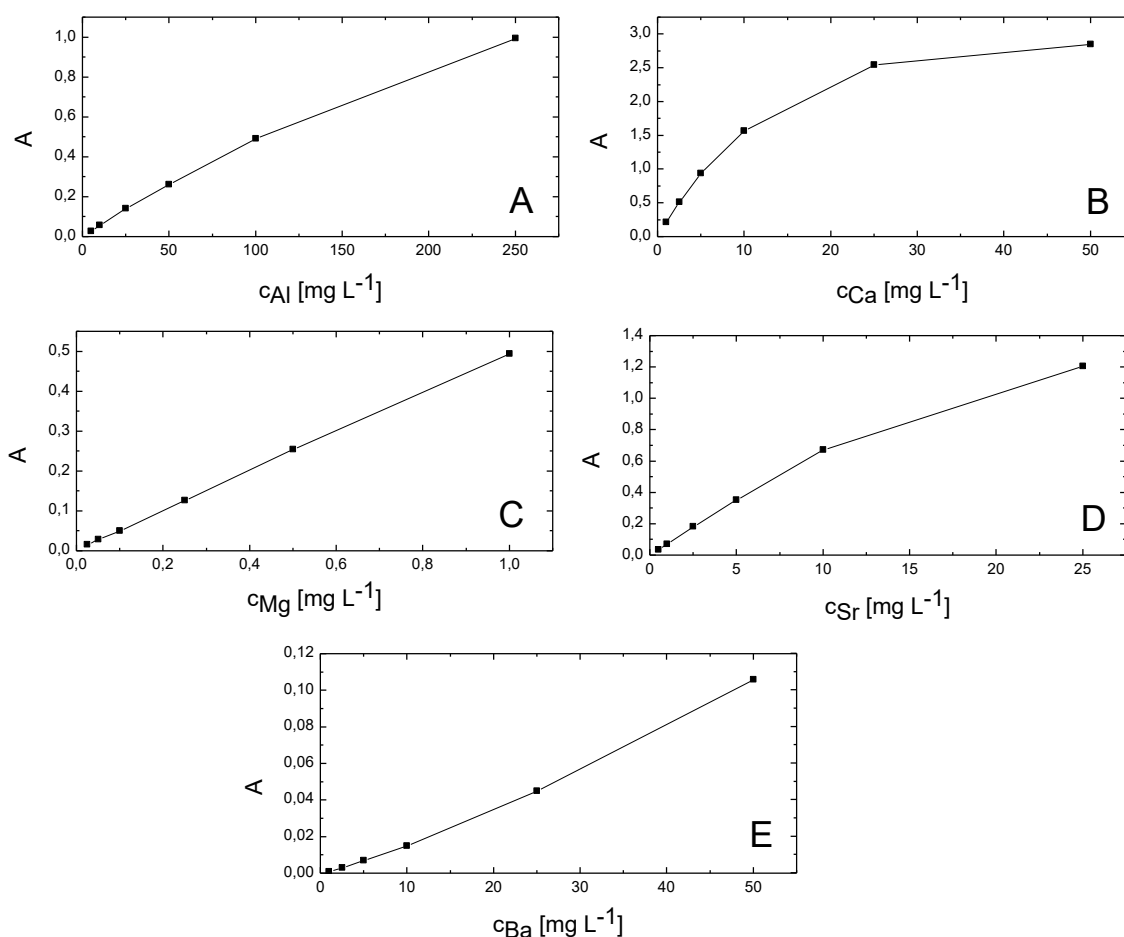 1,0
0,8
0,6
0,4
0,2
0,0
A
A
0 50 100 150 200 250
cAl [mg L-1]
3,0
2,5
2,0
1,5
1,0
0,5
0,0
A
B
0 10 20 30 40 50
cCa [mg L-1]
0,5
0,4
0,3
0,2
0,1
0,0
A
C
0,0 0,2 0,4 0,6 0,8 1,0
cMg [mg L-1]
1,4
1,2
1,0
0,8
0,6
0,4
0,2
0,0
A
D
0 5 10 15 20 25
cSr [mg L-1]
0,12
0,10
0,08
0,06
0,04
0,02
0,00
A
E
0 10 20 30 40 50
cBa [mg L-1]